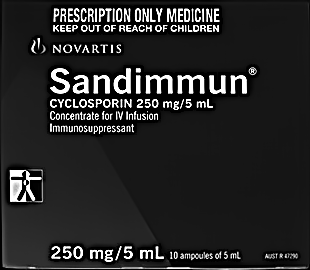 PRESCRIPTION ONLY MEDICINE
KEEP OUT OF REACH OF CHILDREN
NOVARTIS
Sandimmun®
CYCLOSPORIN 250 mg/5 mL
Concentrate for IV Infusion
Immunosuppressant
250 mg/5 mL 10 ampoules of 5 mL AUST R 47290